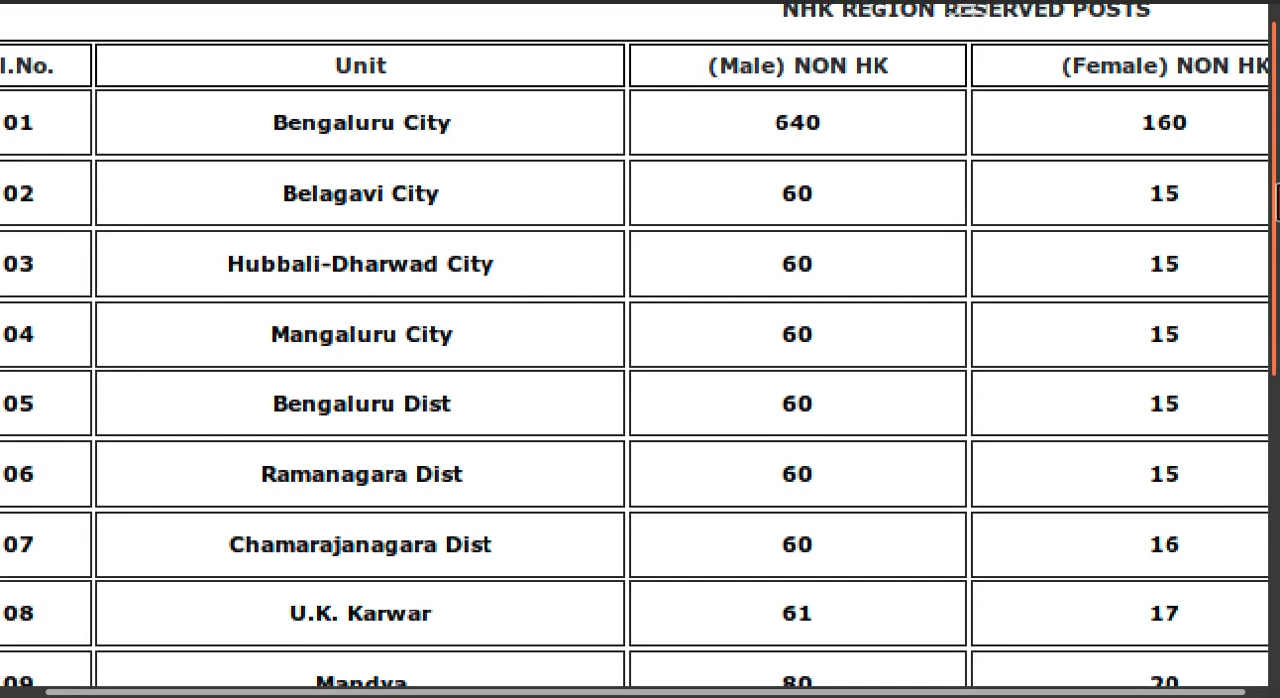 NHK REGION RESERVED POSTS
l.No. Unit (Male) NON HK (Female) NON HK
01 Bengaluru City 640 160
02 Belagavi City 60 15
03 Hubbali-Dharwad City 60 15
04 Mangaluru City 60 15
05 Bengaluru Dist 60 15
06 Ramanagara Dist 60 15
07 Chamarajanagara Dist 60 16
08 U.K. Karwar 61 17
09 Mandya 80 20